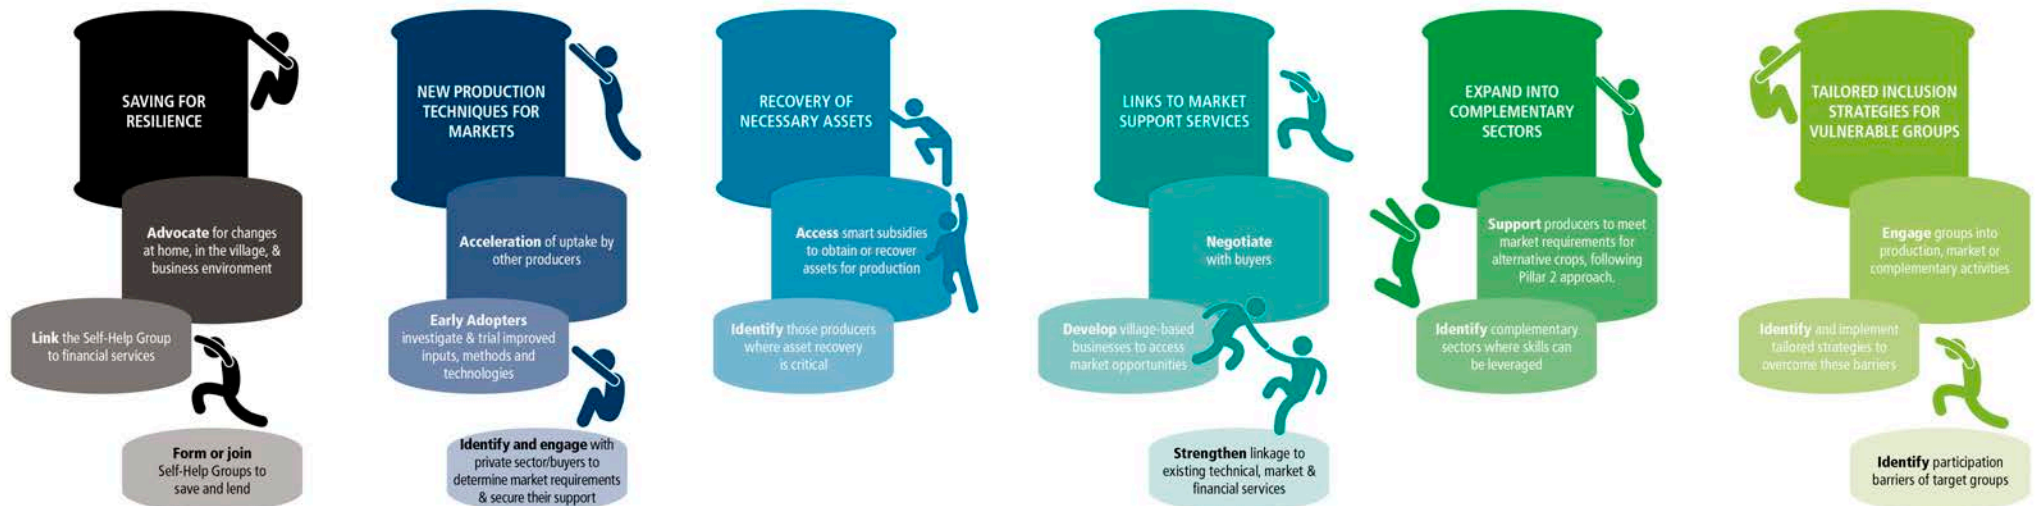 SAVING FOR
RESILIENCE
Advocate for changes
at home, in the village, &
business environment
Link the Self-Help Group
to financial services
Form or join
Self-Help Groups to
save and lend
NEW PRODUCTION
TECHNIQUES FOR
MARKETS
Acceleration of uptake by
other producers
Early Adopters
investigate & trial improved
inputs, methods and
technologies
Identify and engage with
private sector/buyers to
determine market requirements
& secure their support
RECOVERY OF
NECESSARY ASSETS
Access smart subsidies
to obtain or recover
assets for production
Identify those producers
where asset recovery
is critical
LINKS TO MARKET
SUPPORT SERVICES
Negotiate
with buyers
Develop village-based
businesses to access
market opportunities
Strengthen linkage to
existing technical, market &
financial services
EXPAND INTO
COMPLEMENTARY
SECTORS
Support producers to meet
market requirements for
alternative crops, following
Pillar 2 approach.
Identify complementary
sectors where skills can
be leveraged
TAILORED INCLUSION
STRATEGIES FOR
VULNERABLE GROUPS
Engage groups into
production, market or
complementary activities
Identify and implement
tailored strategies to
overcome these barriers
Identify participation
barriers of target groups